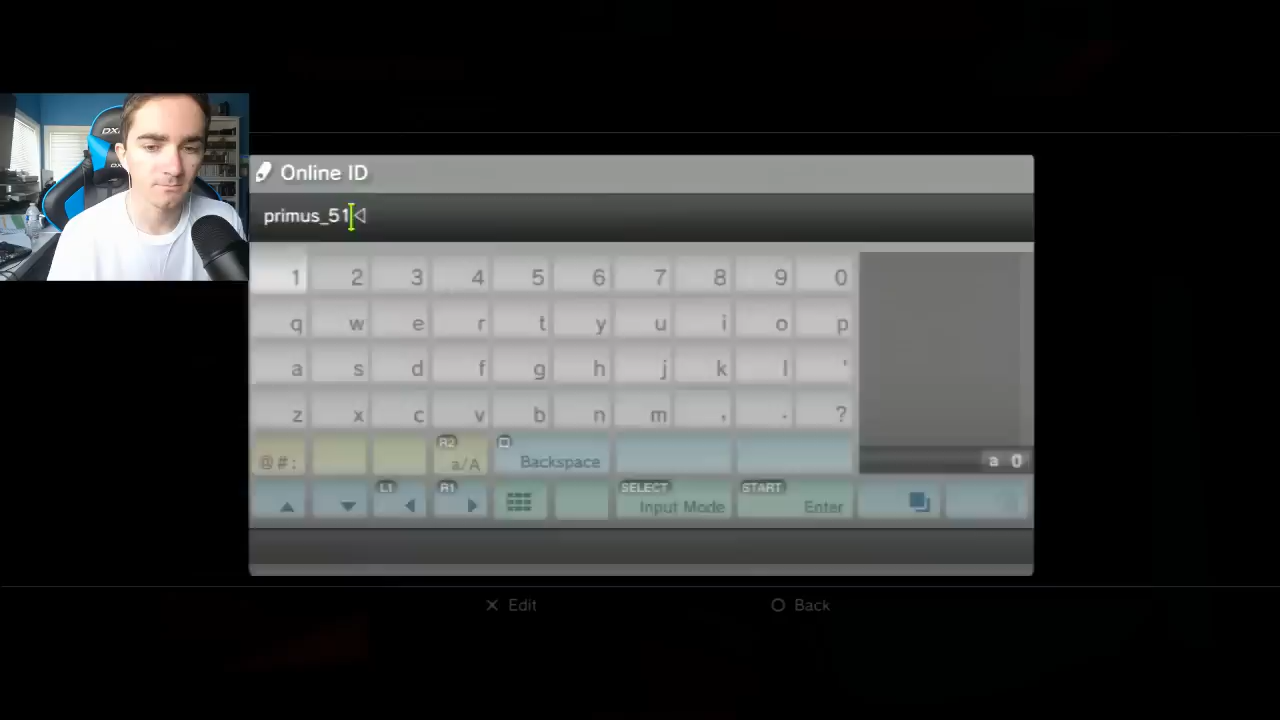 Online ID
primus_51
1 2 3 4 5 6 7 8 9 0
q w e r t y u i o p
a s d f g h j k l '
z x c v b n m , . ?
@#: R2 a/A Backspace
a 0
L1 R1 SELECT Input Mode START Enter
Edit Back